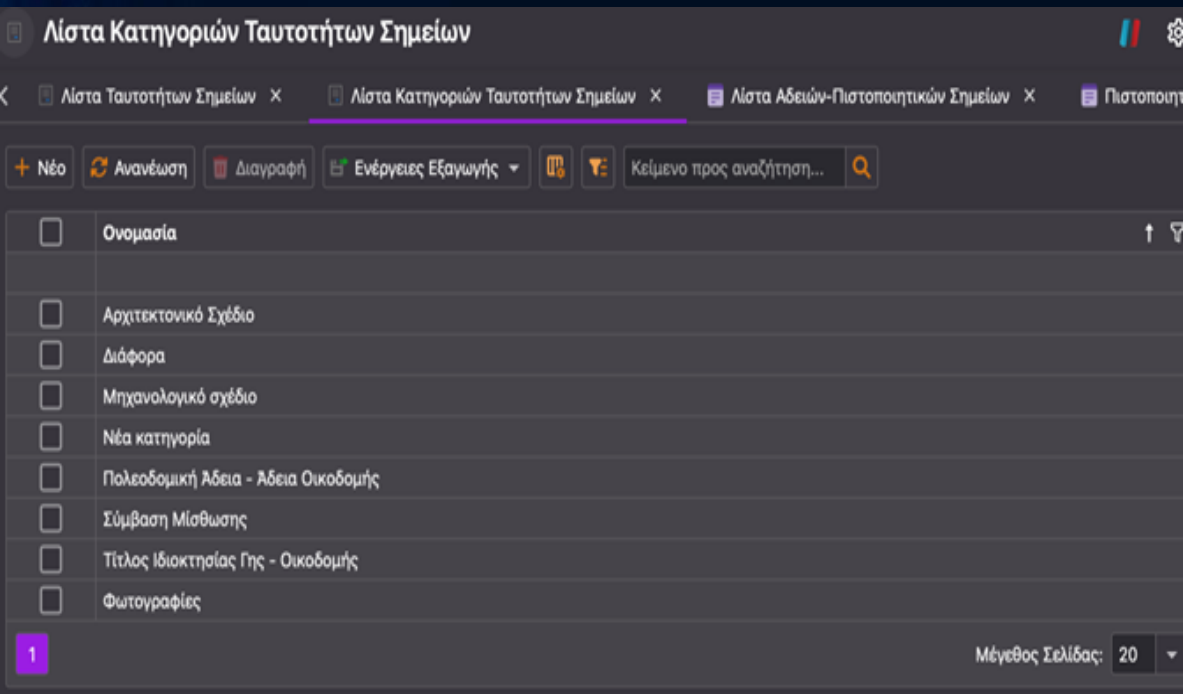 Λίστα Κατηγοριών Ταυτοτήτων Σημείων
Λίστα Ταυτοτήτων Σημείων Λίστα Κατηγοριών Ταυτοτήτων Σημείων Λίστα Αδειών-Πιστοποιητικών Σημείων Πιστοποιητ
Νέο Ανανέωση Διαγραφή Ενέργειες Εξαγωγής Κείμενο προς αναζήτηση...
Ονομασία
Αρχιτεκτονικό Σχέδιο
Διάφορα
Μηχανολογικό σχέδιο
Νέα κατηγορία
Πολεοδομική Άδεια - Άδεια Οικοδομής
Σύμβαση Μίσθωσης
Τίτλος Ιδιοκτησίας Γης - Οικοδομής
Φωτογραφίες
1 Μέγεθος Σελίδας: 20